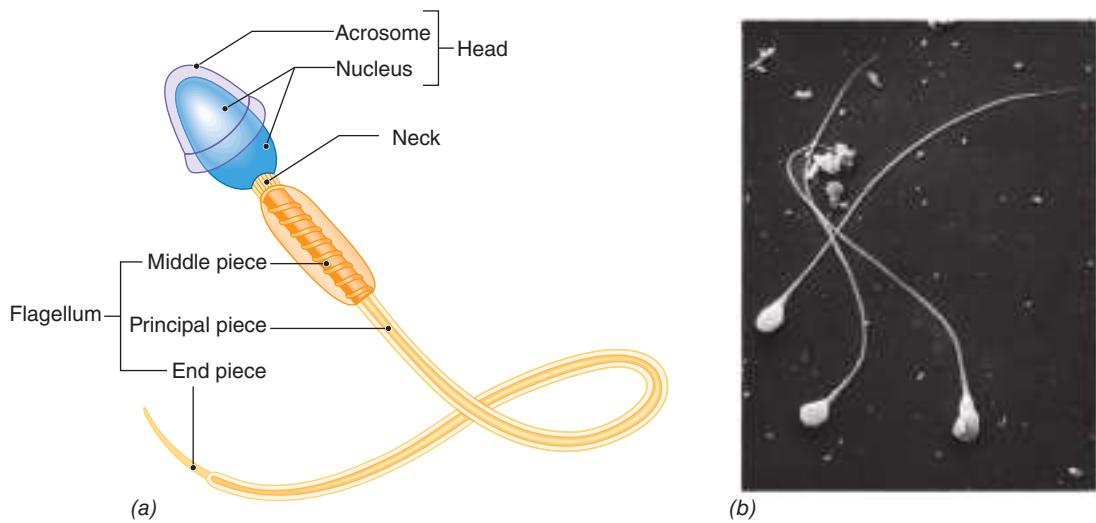 Acrosome
Head
Nucleus
Neck
Middle piece
Flagellum
Principal piece
End piece
(a)
(b)